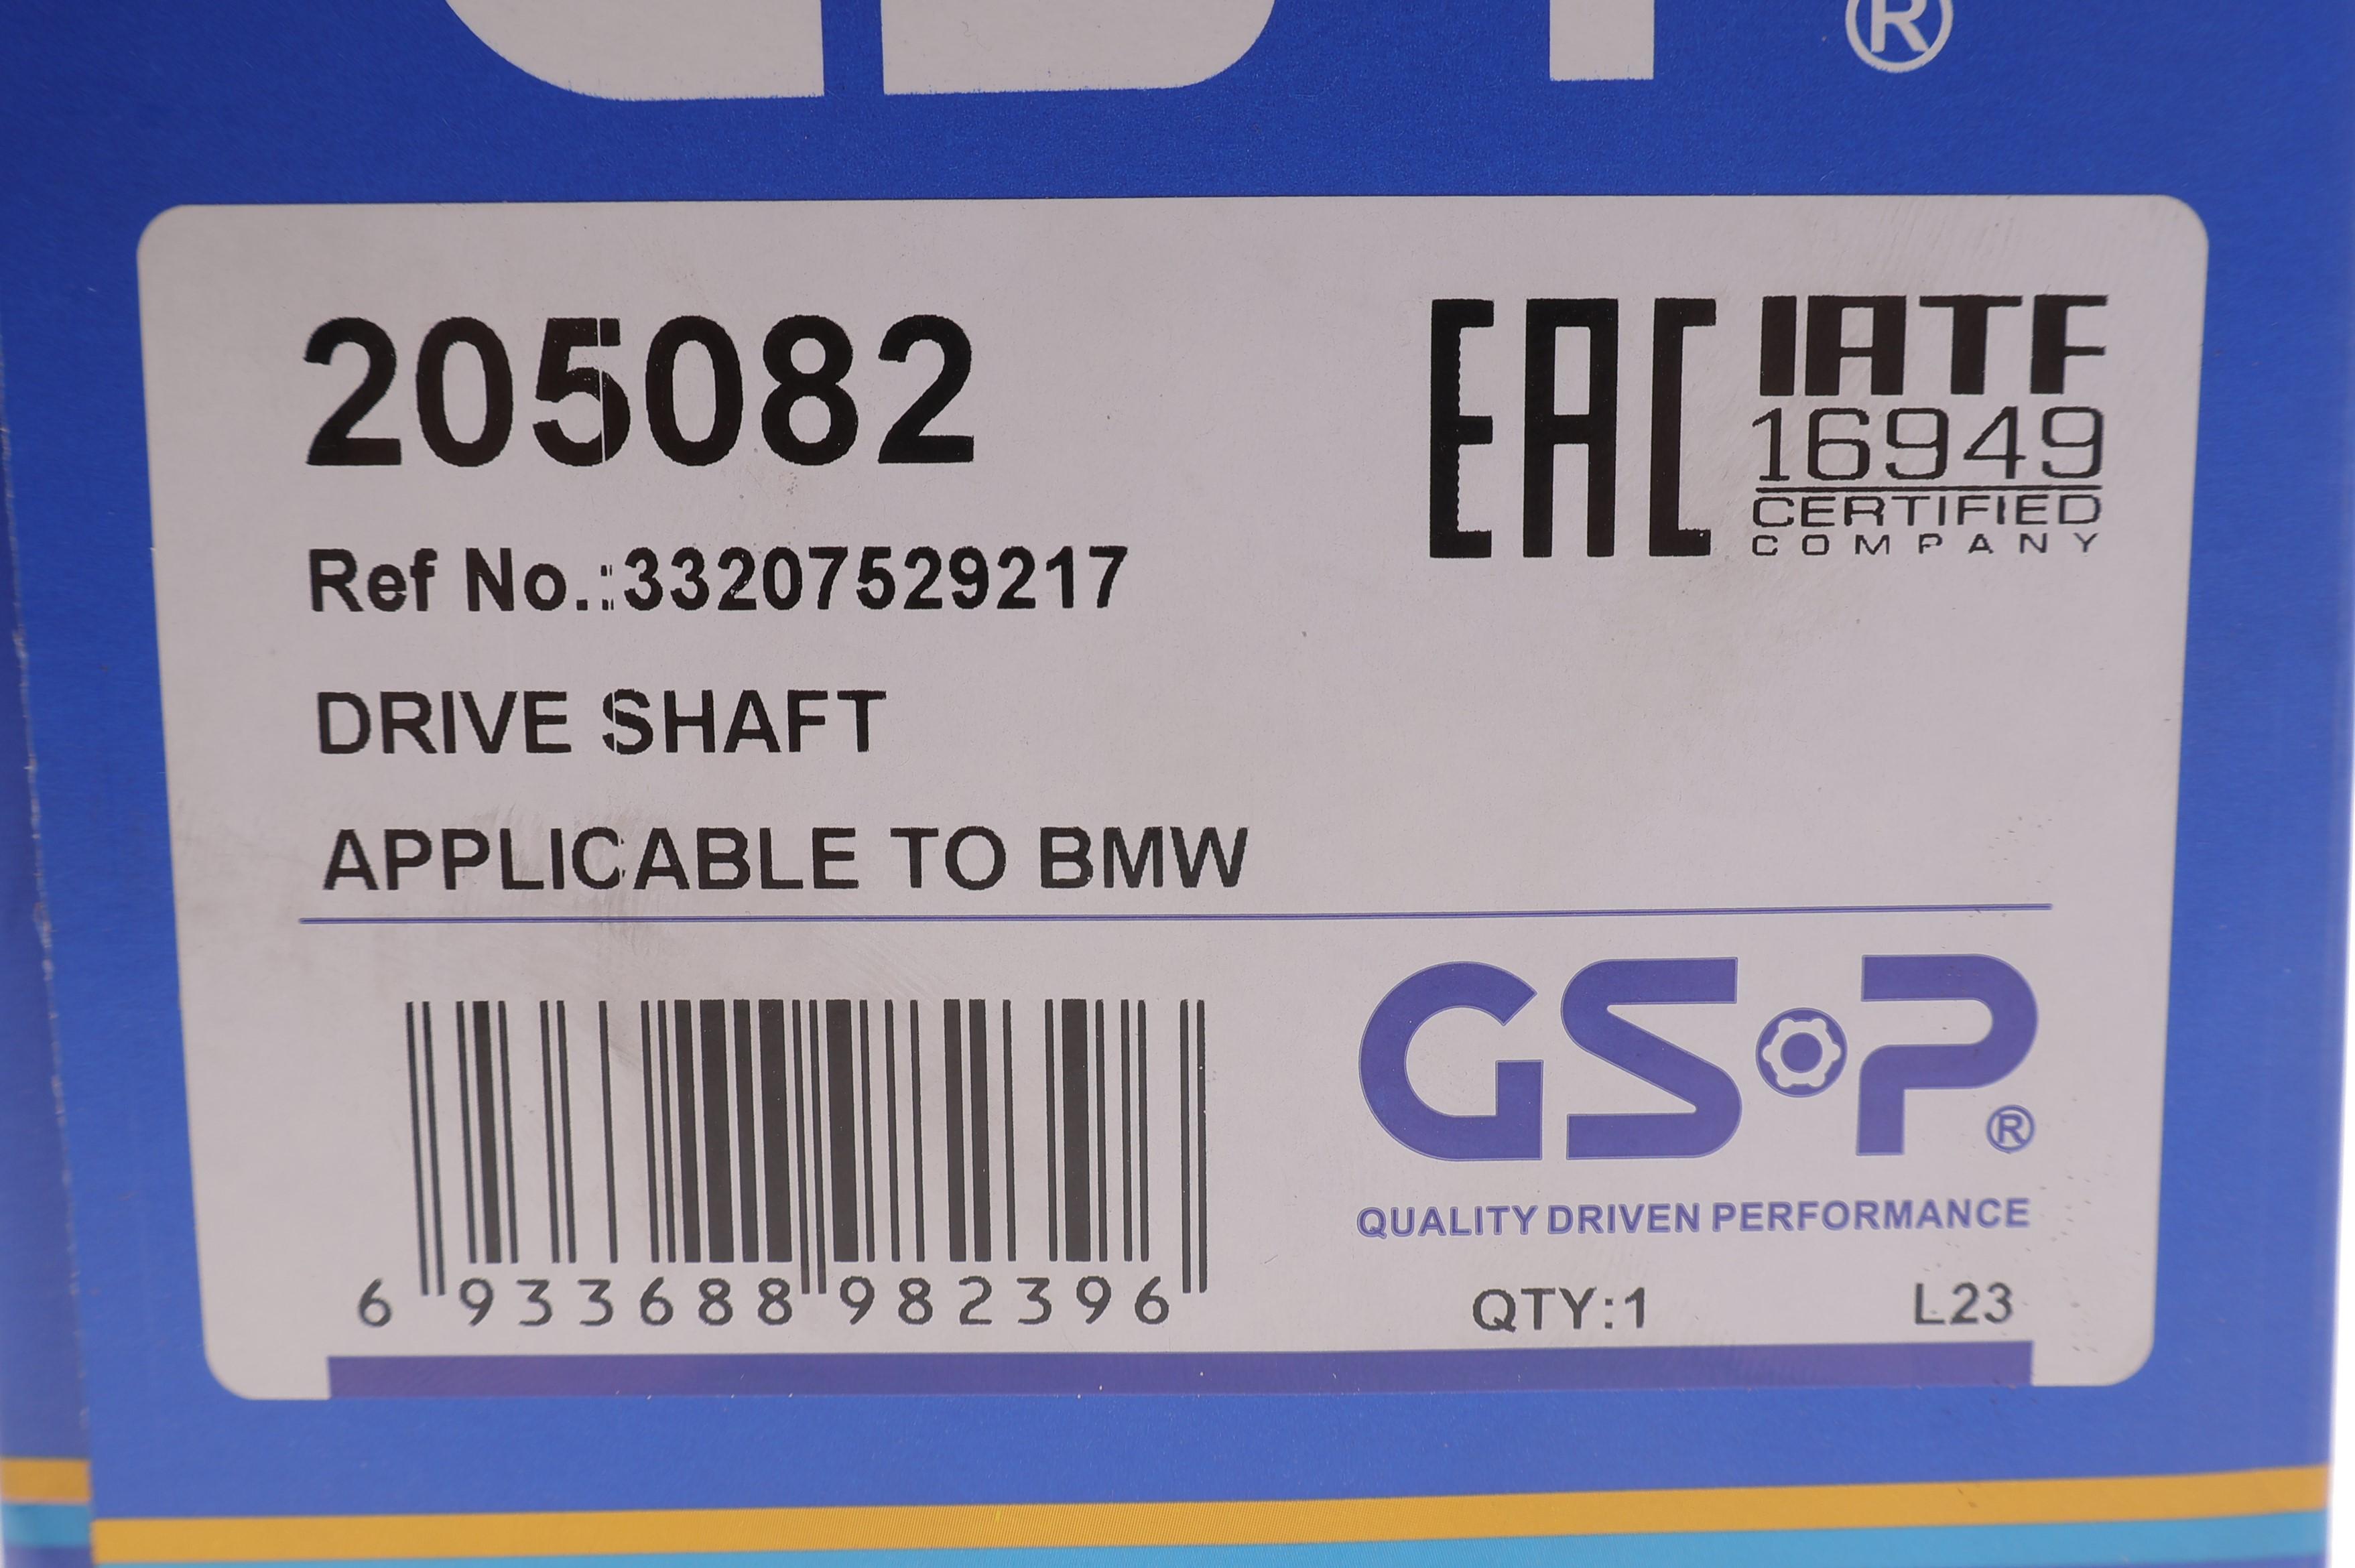 ®
205082
EAC
IATF
16949
CERTIFIED
COMPANY
Ref No.:33207529217
DRIVE SHAFT
APPLICABLE TO BMW
GSP®
QUALITY DRIVEN PERFORMANCE
6 933688 982396
QTY:1
L23